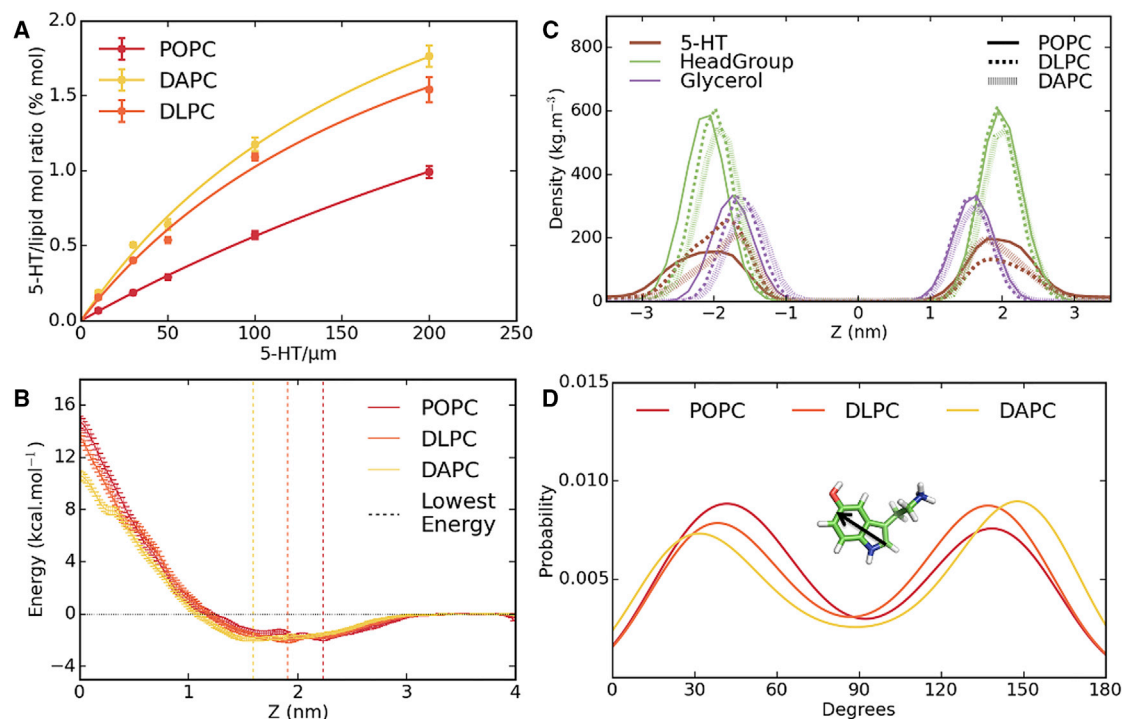 A
2.0
1.5
1.0
0.5
0.0
5-HT/lipid mol ratio (% mol)
POPC
DAPC
DLPC
0 50 100 150 200 250
5-HT/µm
C
800
600
400
200
0
Density (kg.m⁻³)
5-HT
HeadGroup
Glycerol
POPC
DLPC
DAPC
−3 −2 −1 0 1 2 3
Z (nm)
B
16
12
8
4
0
−4
Energy (kcal.mol⁻¹)
POPC
DLPC
DAPC
Lowest
Energy
0 1 2 3 4
Z (nm)
D
0.015
0.010
0.005
Probability
POPC DLPC DAPC
0 30 60 90 120 150 180
Degrees